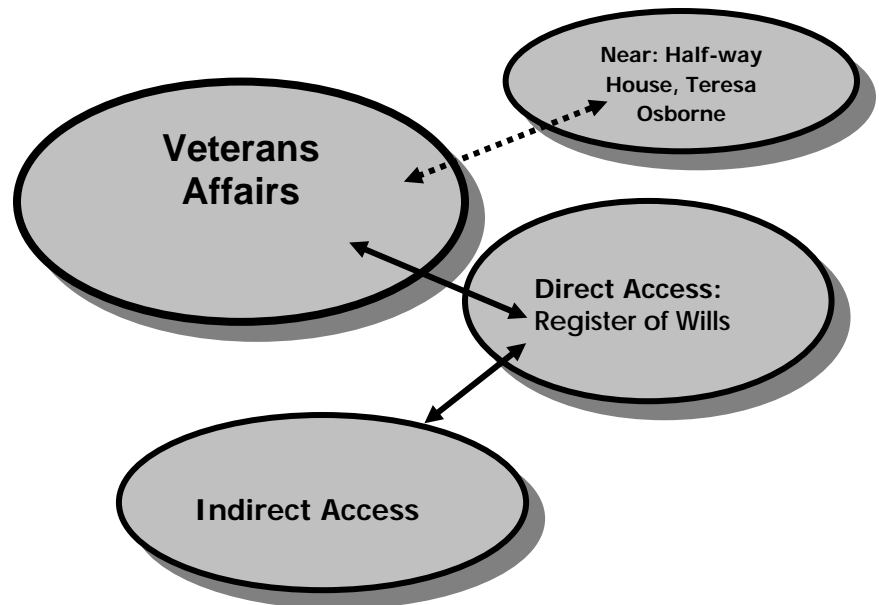 Near: Half-way
House, Teresa
Osborne
Veterans
Affairs
Direct Access:
Register of Wills
Indirect Access